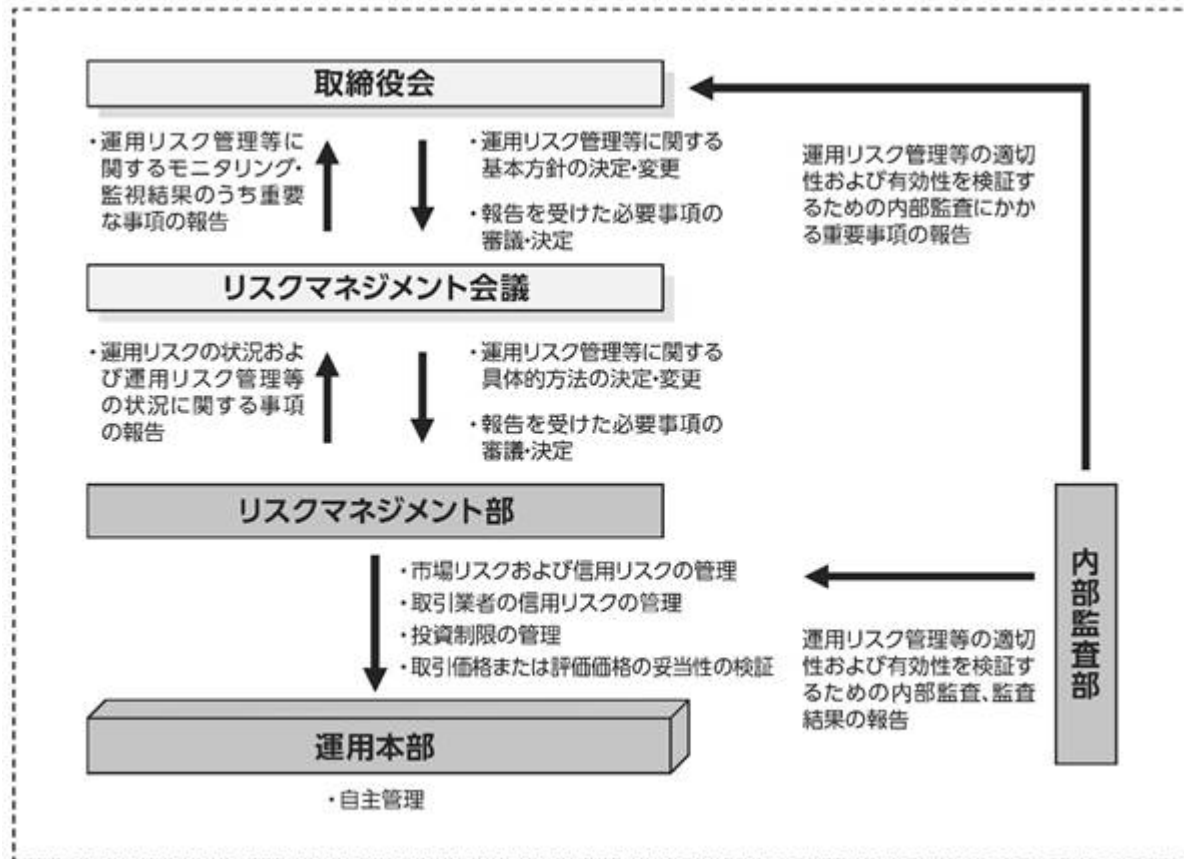 取締役会
・運用リスク管理等に
関するモニタリング・
監視結果のうち重要
な事項の報告
・運用リスク管理等に関する
基本方針の決定・変更
・報告を受けた必要事項の
審議・決定
運用リスク管理等の適切
性および有効性を検証す
るための内部監査にかか
る重要事項の報告
リスクマネジメント会議
・運用リスクの状況およ
び運用リスク管理等
の状況に関する事項
の報告
・運用リスク管理等に関する
具体的方法の決定・変更
・報告を受けた必要事項の
審議・決定
リスクマネジメント部
・市場リスクおよび信用リスクの管理
・取引業者の信用リスクの管理
・投資制限の管理
・取引価格または評価価格の妥当性の検証
内部監査部
運用リスク管理等の適切
性および有効性を検証す
るための内部監査、監査
結果の報告
運用本部
・自主管理